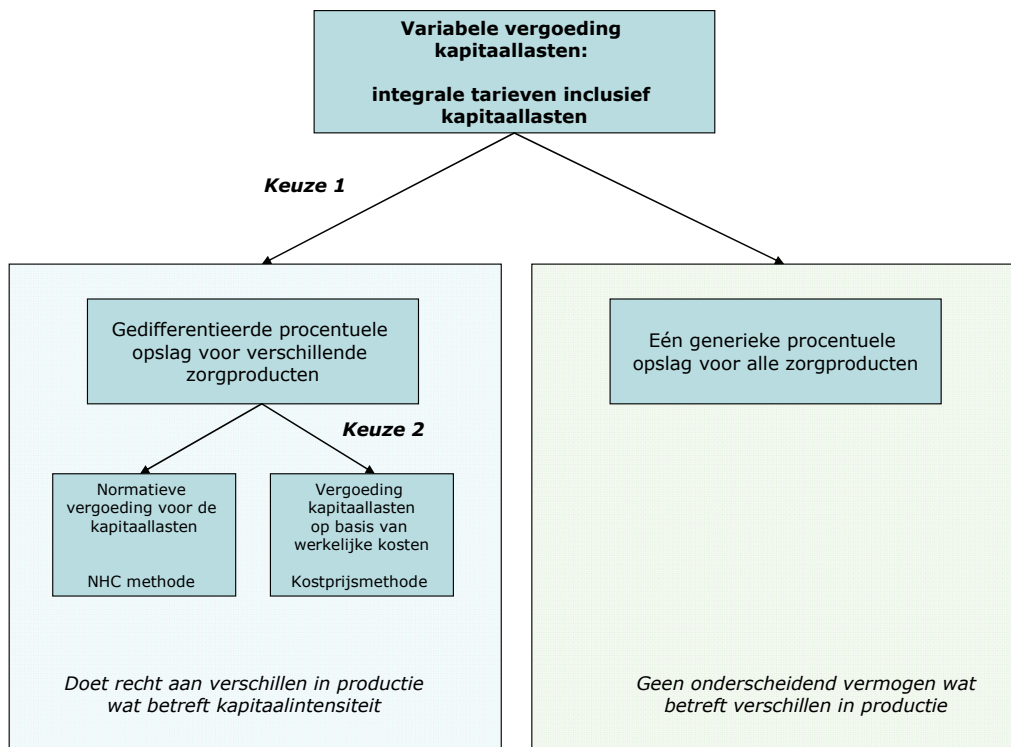 Variabele vergoeding
kapitaallasten:
integrale tarieven inclusief
kapitaallasten
Keuze 1
Gedifferentieerde procentuele
opslag voor verschillende
zorgproducten
Eén generieke procentuele
opslag voor alle zorgproducten
Keuze 2
Normatieve
vergoeding voor de
kapitaallasten
NHC methode
Vergoeding
kapitaallasten
op basis van
werkelijke kosten
Kostprijsmethode
Doet recht aan verschillen in productie
wat betreft kapitaalintensiteit
Geen onderscheidend vermogen wat
betreft verschillen in productie